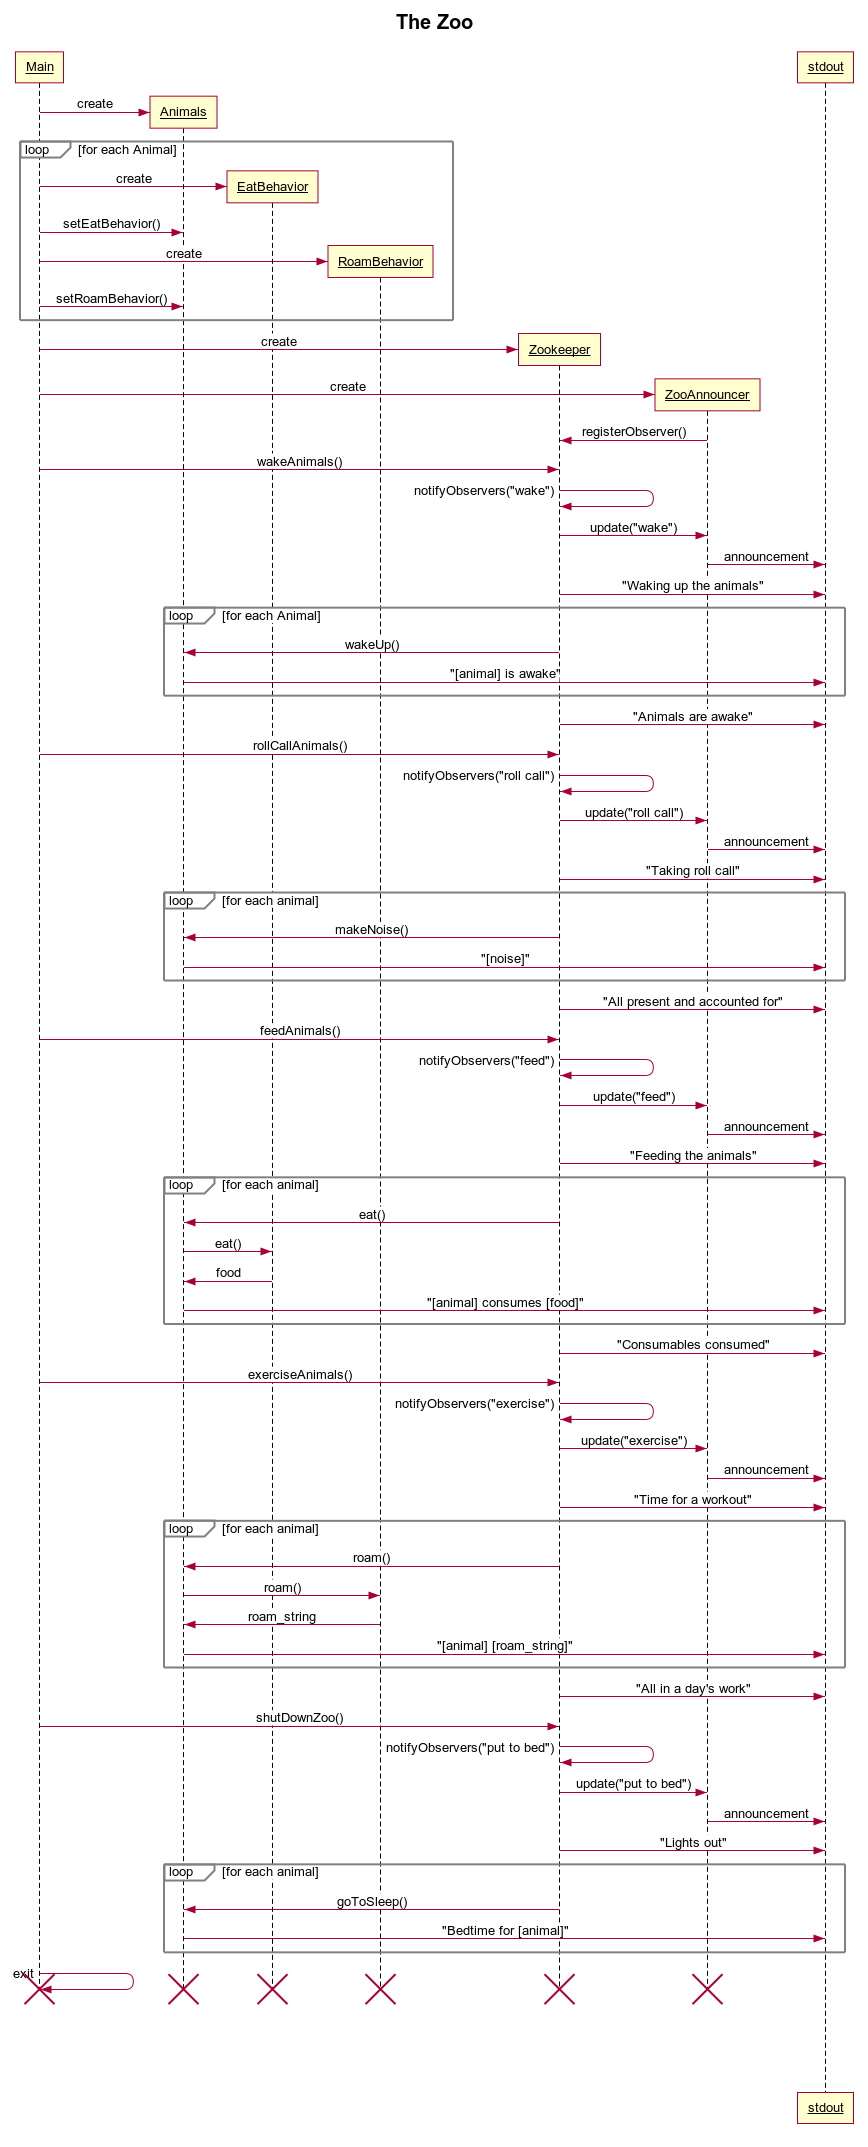 The Zoo
Main
stdout
create
Animals
loop
[for each Animal]
create
EatBehavior
setEatBehavior()
create
RoamBehavior
setRoamBehavior()
create
Zookeeper
create
ZooAnnouncer
registerObserver()
wakeAnimals()
notifyObservers("wake")
update("wake")
announcement
"Waking up the animals"
loop
[for each Animal]
wakeUp()
"[animal] is awake"
"Animals are awake"
rollCallAnimals()
notifyObservers("roll call")
update("roll call")
announcement
"Taking roll call"
loop
[for each animal]
makeNoise()
"[noise]"
"All present and accounted for"
feedAnimals()
notifyObservers("feed")
update("feed")
announcement
"Feeding the animals"
loop
[for each animal]
eat()
eat()
food
"[animal] consumes [food]"
"Consumables consumed"
exerciseAnimals()
notifyObservers("exercise")
update("exercise")
announcement
"Time for a workout"
loop
[for each animal]
roam()
roam()
roam_string
"[animal] [roam_string]"
"All in a day's work"
shutDownZoo()
notifyObservers("put to bed")
update("put to bed")
announcement
"Lights out"
loop
[for each animal]
goToSleep()
"Bedtime for [animal]"
exit
stdout